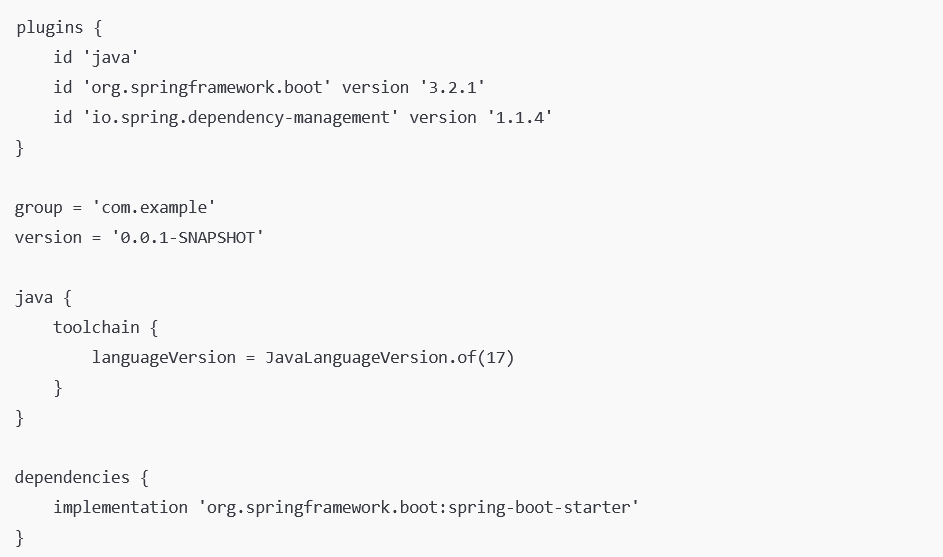 plugins {
    id 'java'
    id 'org.springframework.boot' version '3.2.1'
    id 'io.spring.dependency-management' version '1.1.4'
}

group = 'com.example'
version = '0.0.1-SNAPSHOT'

java {
    toolchain {
        languageVersion = JavaLanguageVersion.of(17)
    }
}

dependencies {
    implementation 'org.springframework.boot:spring-boot-starter'
}